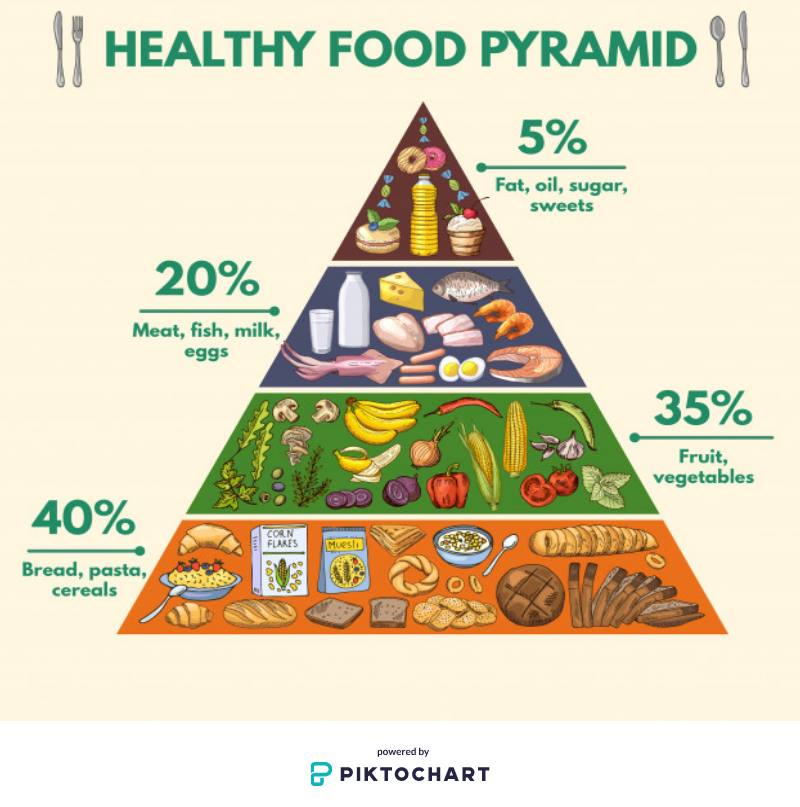 HEALTHY FOOD PYRAMID
5%
Fat, oil, sugar,
sweets
20%
Meat, fish, milk,
eggs
35%
Fruit,
vegetables
40%
Bread, pasta,
cereals
CORN
FLAKES
MUESLI
powered by
PIKTOCHART